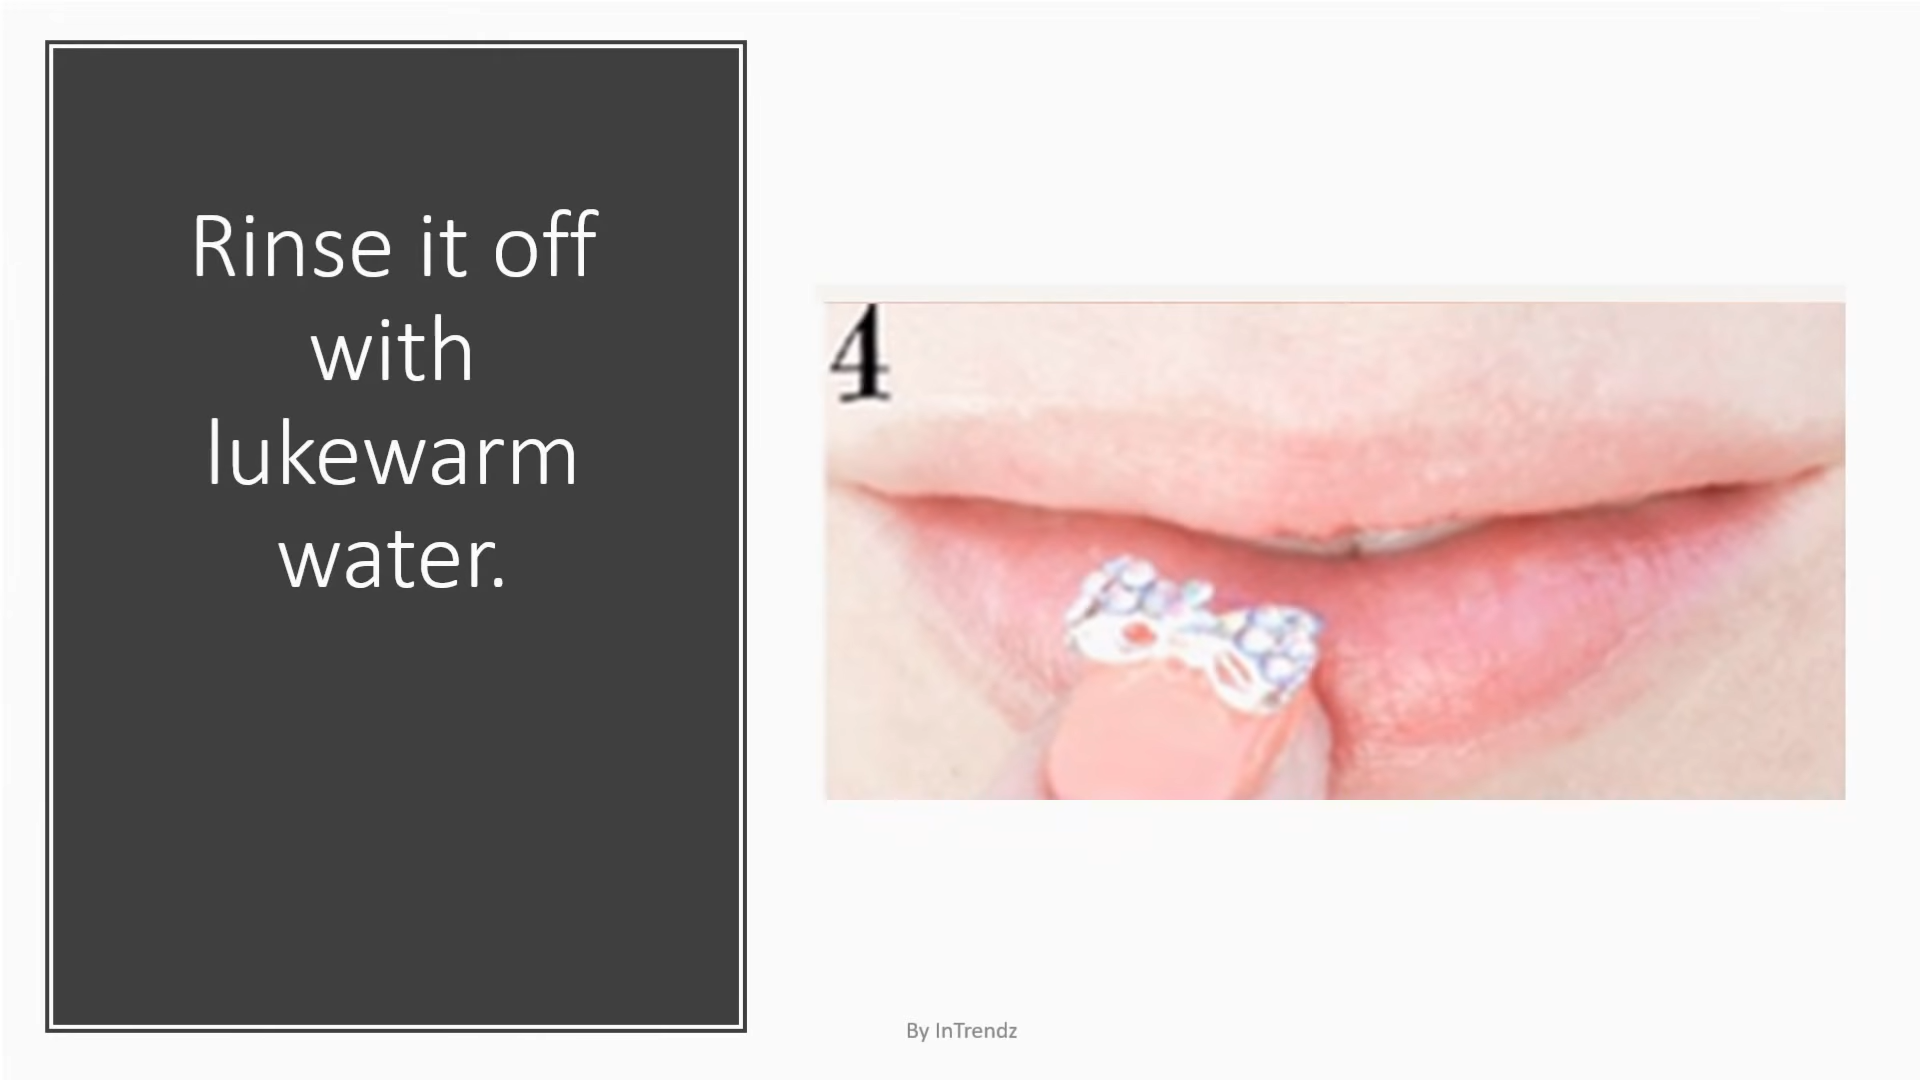 Rinse it off
with
lukewarm
water.
4
By InTrendz